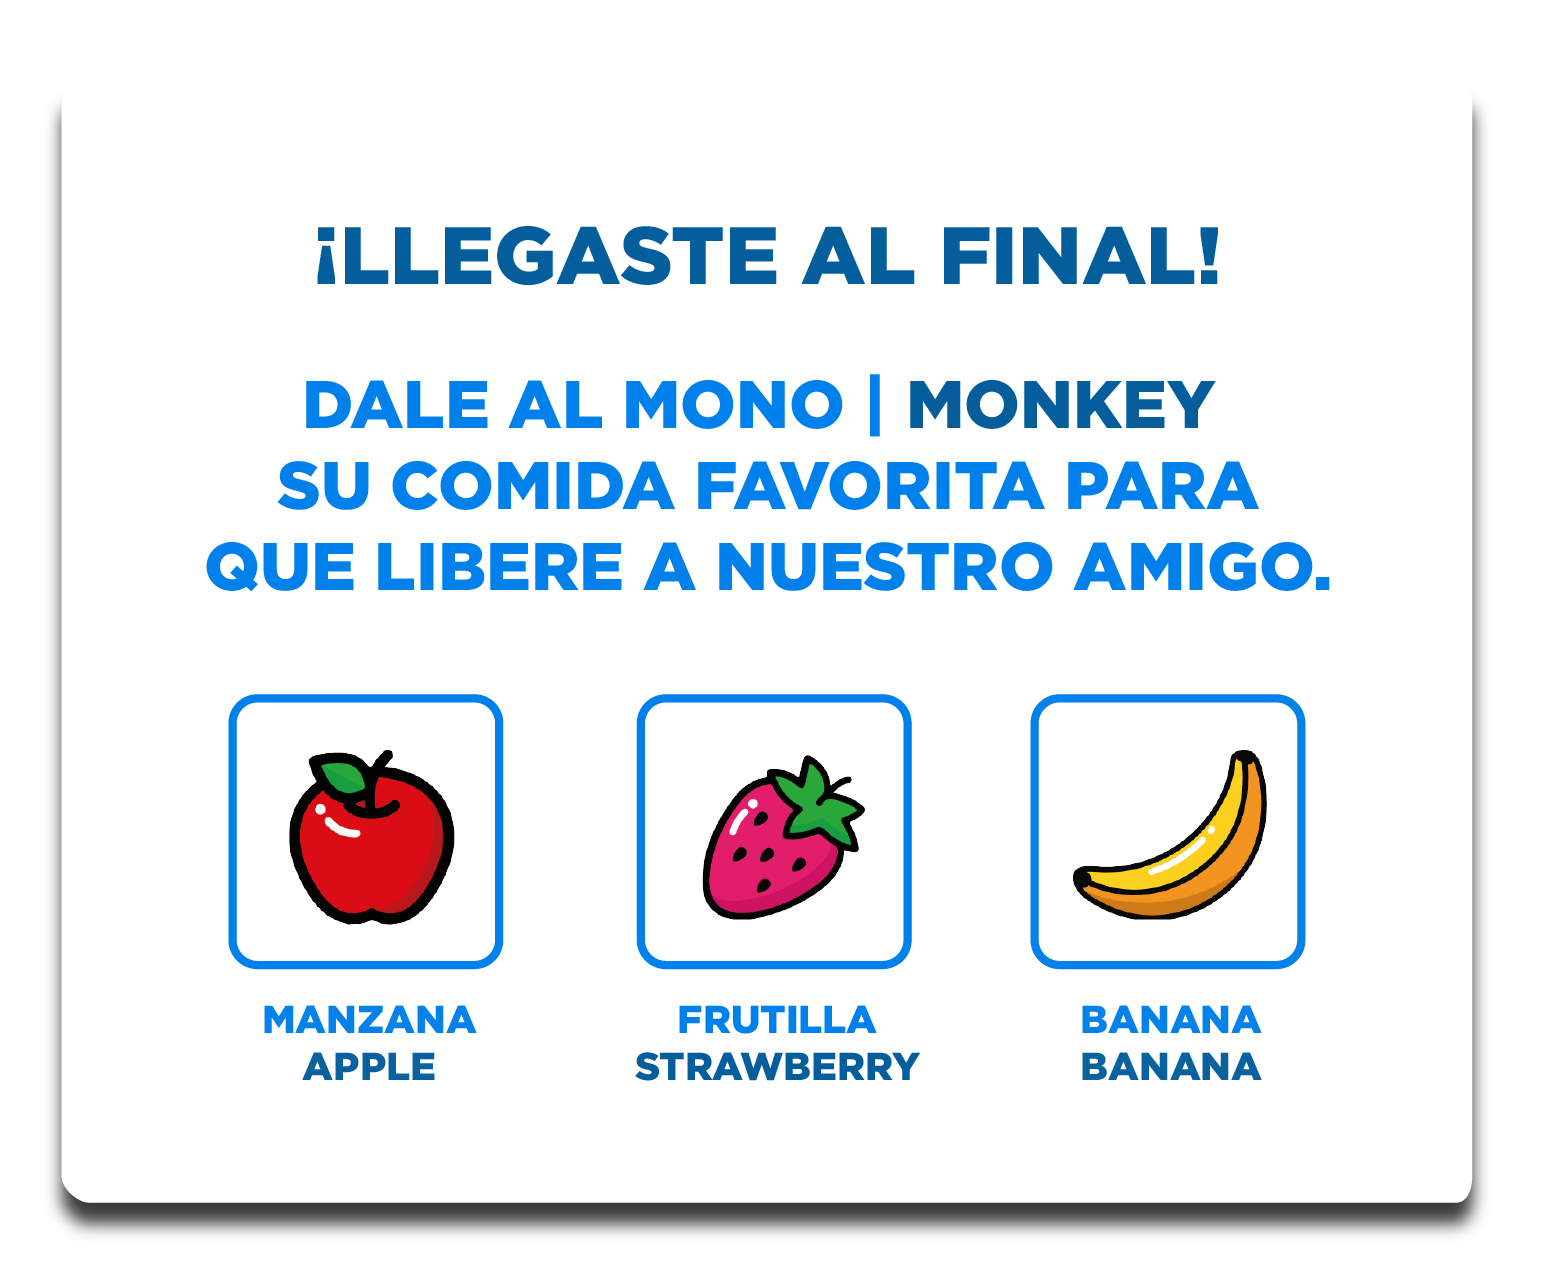 ¡LLEGASTE AL FINAL!
DALE AL MONO | MONKEY
SU COMIDA FAVORITA PARA
QUE LIBERE A NUESTRO AMIGO.
MANZANA
APPLE
FRUTILLA
STRAWBERRY
BANANA
BANANA